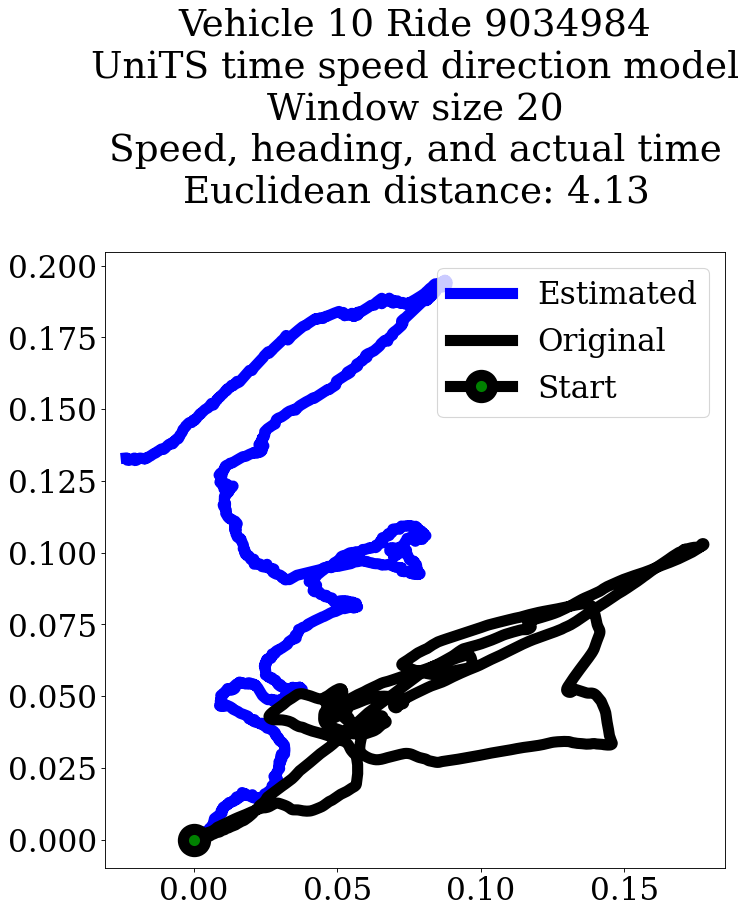 Vehicle 10 Ride 9034984
UniTS time speed direction model
Window size 20
Speed, heading, and actual time
Euclidean distance: 4.13
0.200
0.175
0.150
0.125
0.100
0.075
0.050
0.025
0.000
Estimated
Original
Start
0.00 0.05 0.10 0.15